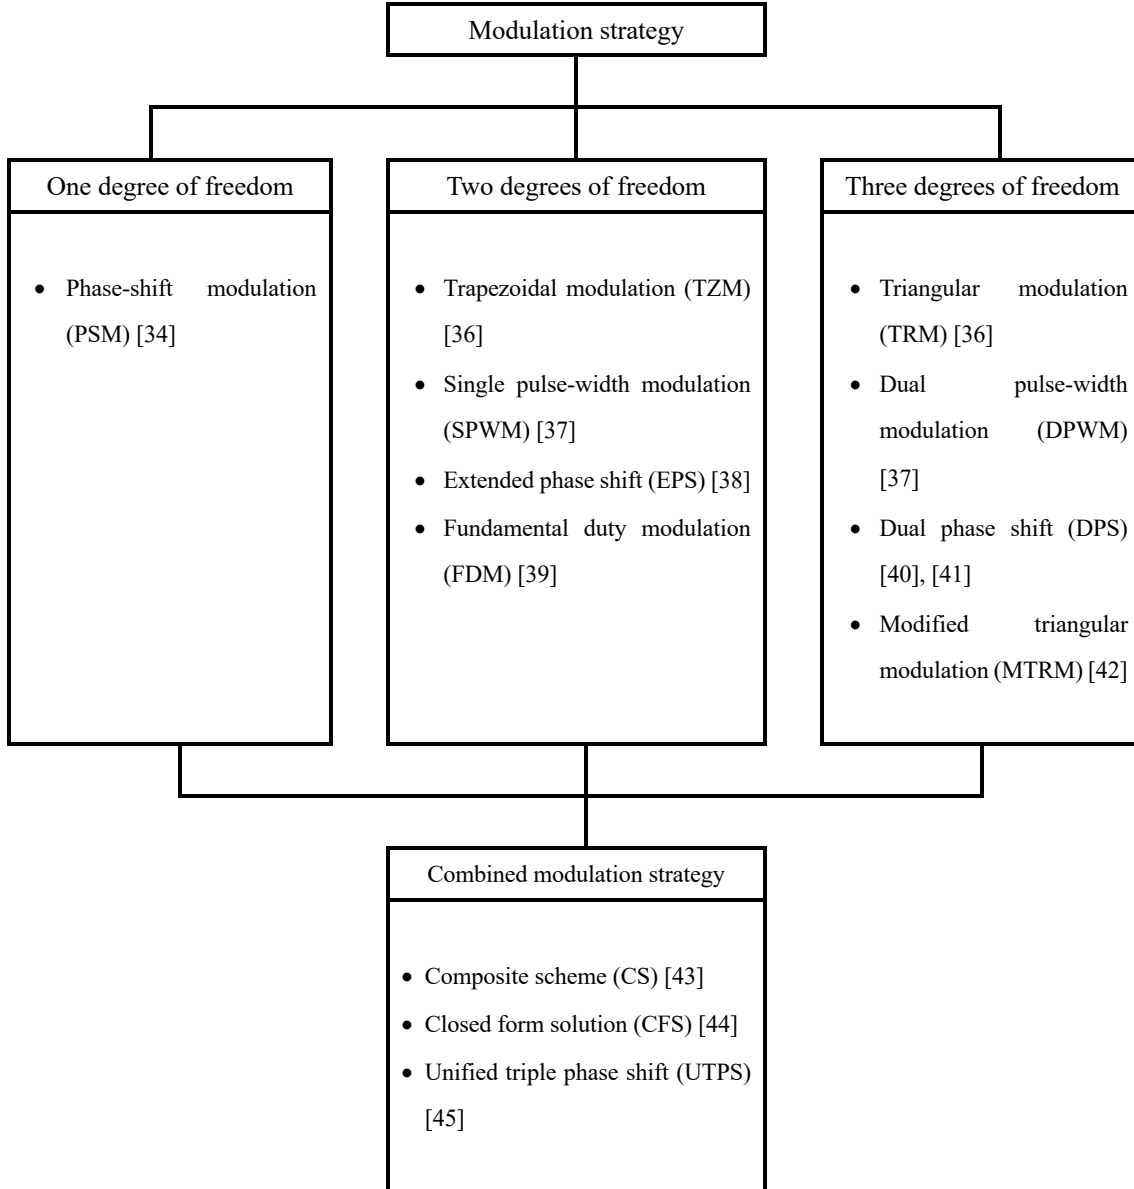 Modulation strategy
One degree of freedom
• Phase-shift modulation
(PSM) [34]
Two degrees of freedom
• Trapezoidal modulation (TZM)
[36]
• Single pulse-width modulation
(SPWM) [37]
• Extended phase shift (EPS) [38]
• Fundamental duty modulation
(FDM) [39]
Three degrees of freedom
• Triangular modulation
(TRM) [36]
• Dual pulse-width
modulation (DPWM)
[37]
• Dual phase shift (DPS)
[40], [41]
• Modified triangular
modulation (MTRM) [42]
Combined modulation strategy
• Composite scheme (CS) [43]
• Closed form solution (CFS) [44]
• Unified triple phase shift (UTPS)
[45]